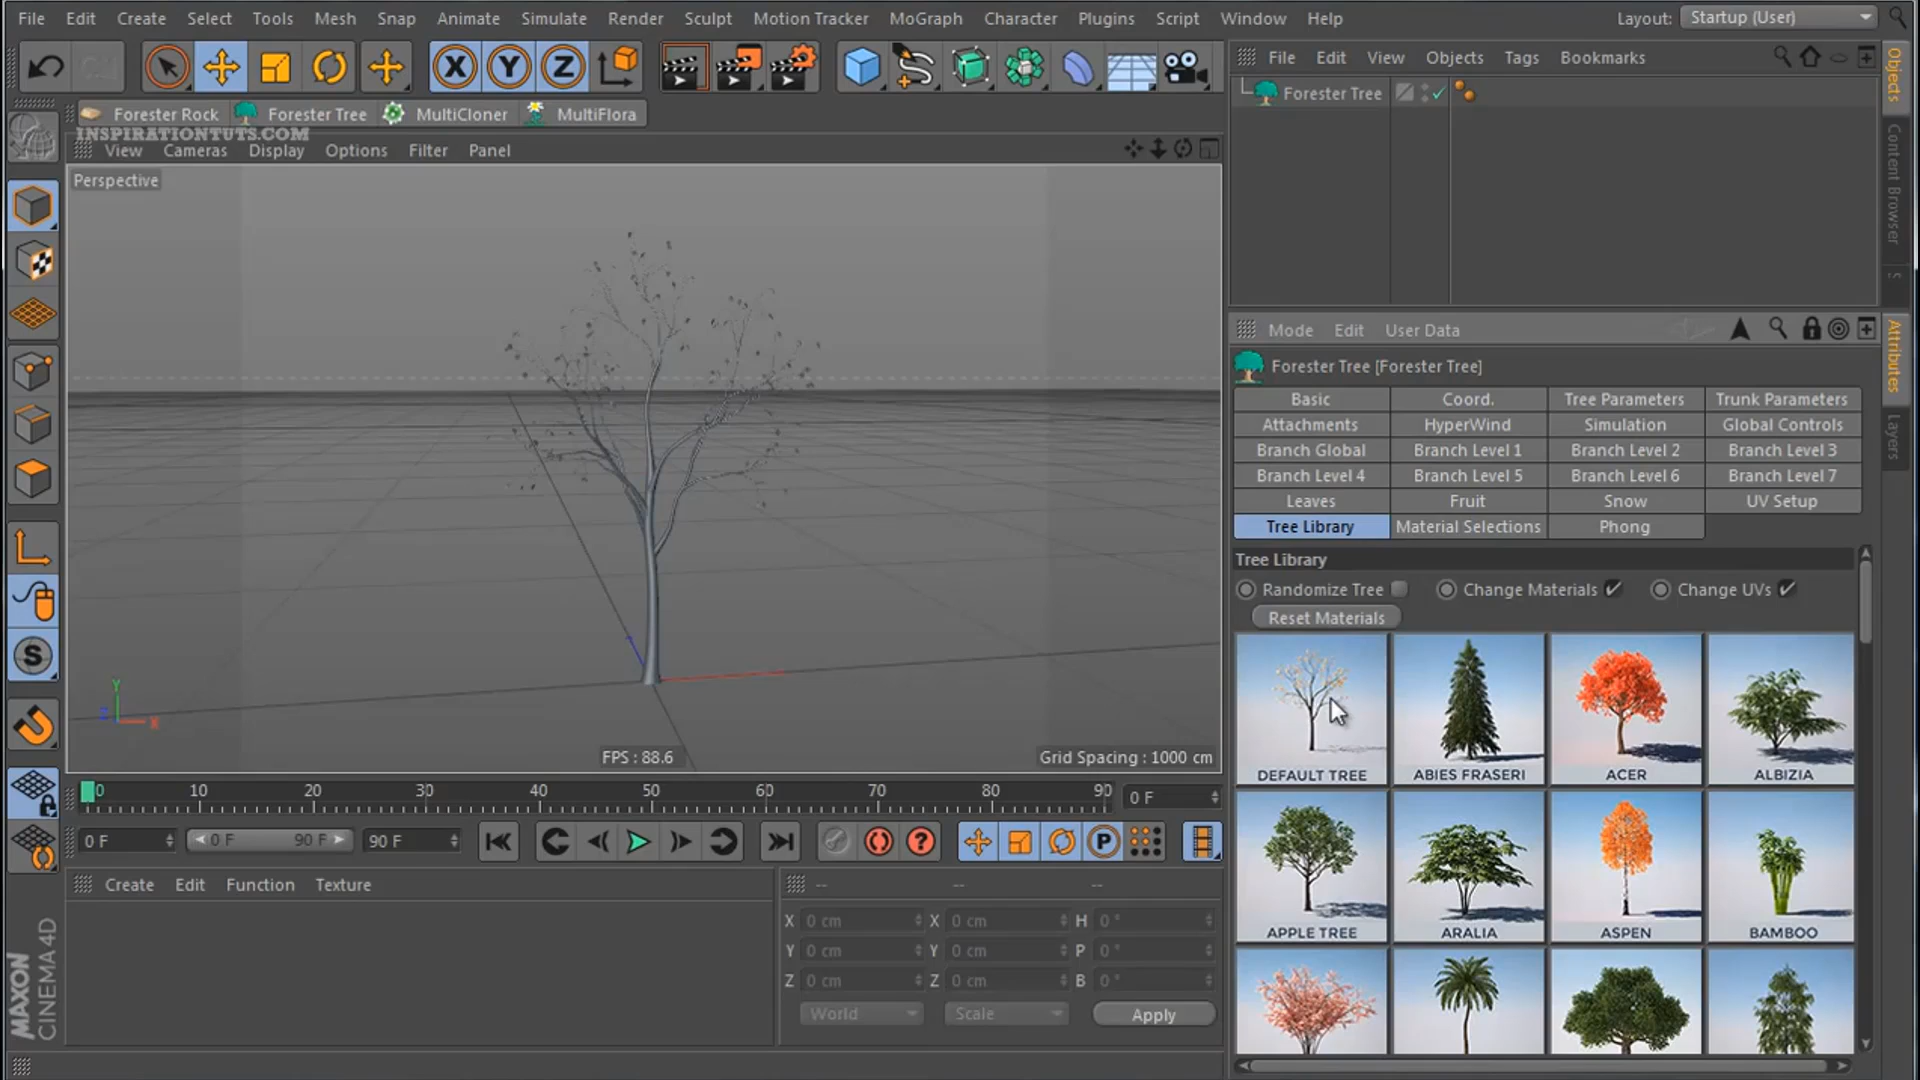 File Edit Create Select Tools Mesh Snap Animate Simulate Render Sculpt Motion Tracker MoGraph Character Plugins Script Window Help Layout: Startup (User)
X Y Z
File Edit View Objects Tags Bookmarks
Objects
Forester Tree
Content Browser
Forester Rock Forester Tree MultiCloner MultiFlora
INSPIRATIONTUTS.COM
View Cameras Display Options Filter Panel
Perspective
Mode Edit User Data
Attributes
Layers
Forester Tree [Forester Tree]
Basic Coord. Tree Parameters Trunk Parameters
Attachments HyperWind Simulation Global Controls
Branch Global Branch Level 1 Branch Level 2 Branch Level 3
Branch Level 4 Branch Level 5 Branch Level 6 Branch Level 7
Leaves Fruit Snow UV Setup
Tree Library Material Selections Phong
Tree Library
Randomize Tree Change Materials Change UVs
Reset Materials
DEFAULT TREE ABIES FRASERI ACER ALBIZIA
APPLE TREE ARALIA ASPEN BAMBOO
S
Y
Z X
FPS : 88.6 Grid Spacing : 1000 cm
0 10 20 30 40 50 60 70 80 90 0 F
0 F 0 F 90 F 90 F ? P
Create Edit Function Texture
-- -- --
X 0 cm X 0 cm H 0 °
Y 0 cm Y 0 cm P 0 °
Z 0 cm Z 0 cm B 0 °
World Scale Apply
MAXON
CINEMA 4D